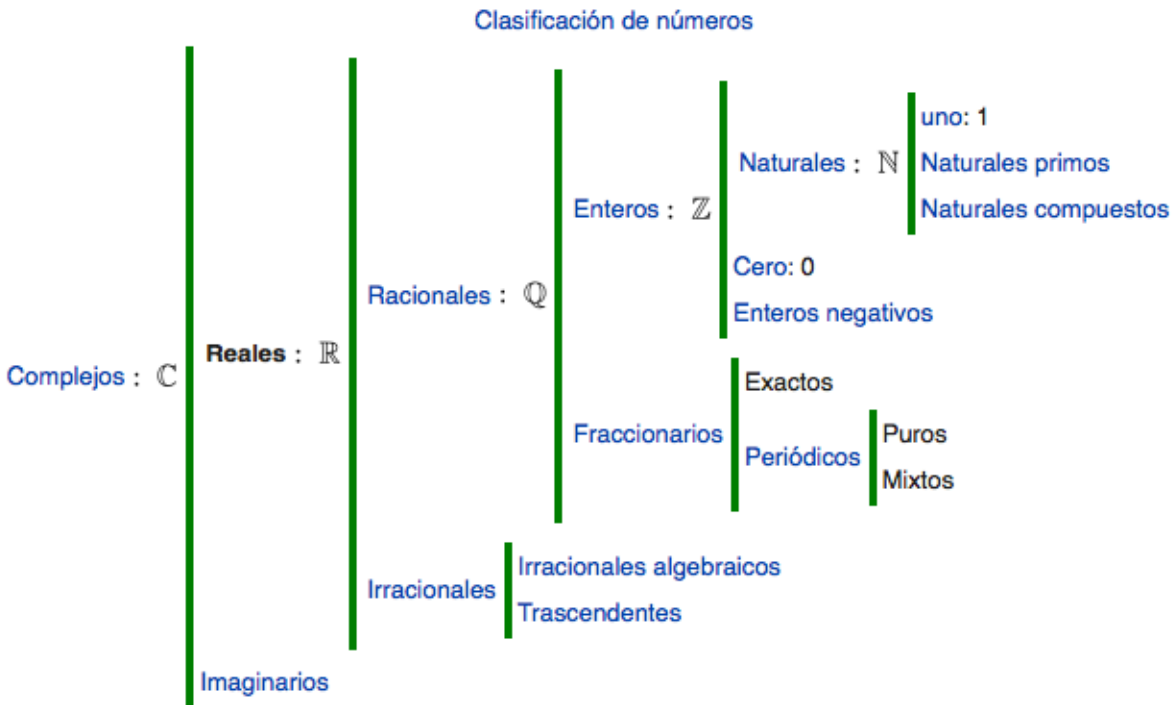 Clasificación de números
uno: 1
Naturales : ℕ
Naturales primos
Naturales compuestos
Enteros : ℤ
Cero: 0
Enteros negativos
Racionales : ℚ
Reales : ℝ
Complejos : ℂ
Exactos
Fraccionarios
Puros
Periódicos
Mixtos
Irracionales algebraicos
Irracionales
Trascendentes
Imaginarios